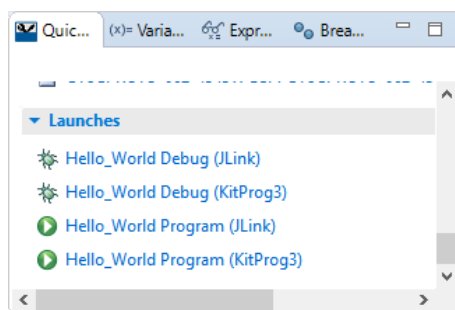 Quic... (x)= Varia... Expr... Brea...
Launches
Hello_World Debug (JLink)
Hello_World Debug (KitProg3)
Hello_World Program (JLink)
Hello_World Program (KitProg3)